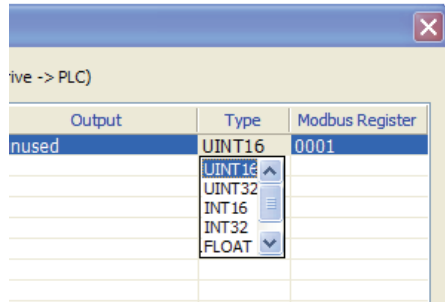 rive -> PLC)
Output Type Modbus Register
nused UINT16 0001
UINT16
UINT32
INT16
INT32
.FLOAT